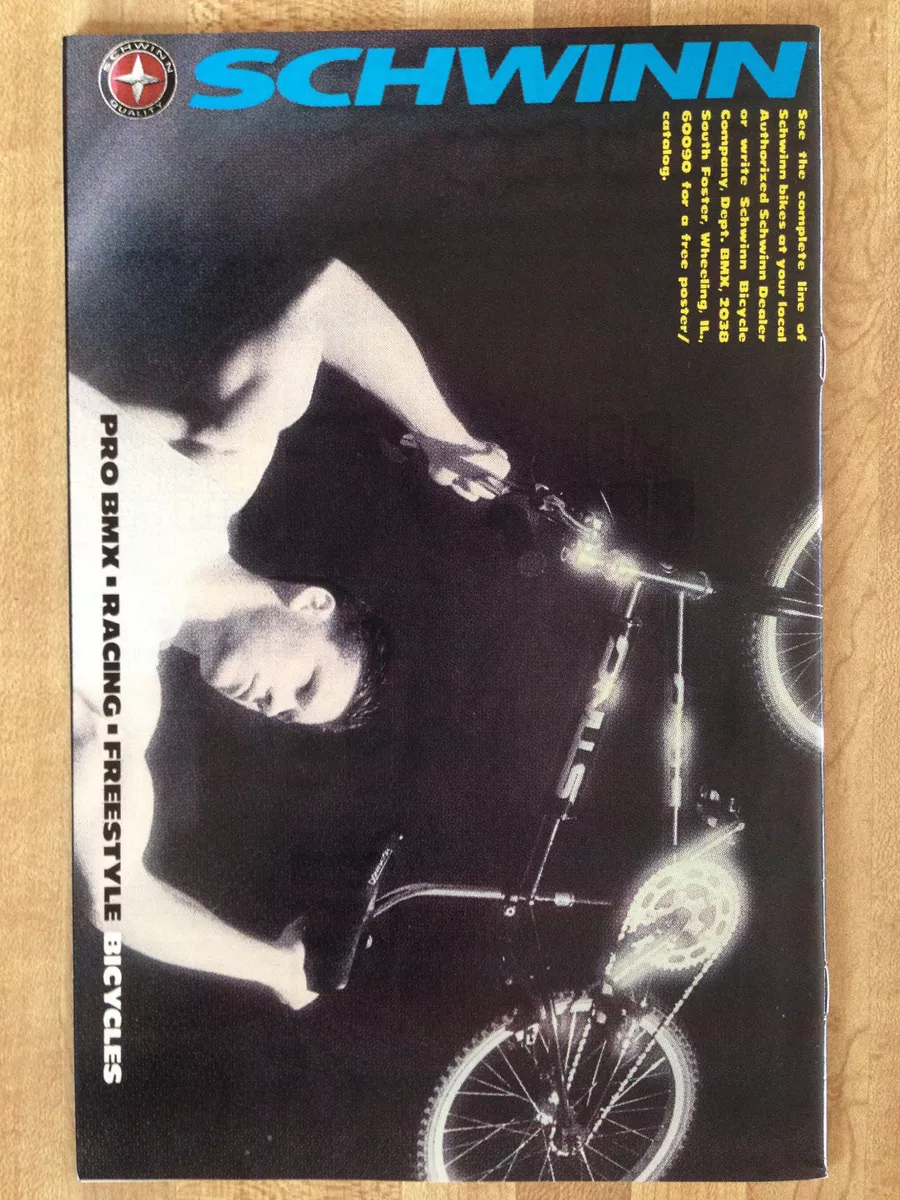 SCHWINN
QUALITY
SCHWINN
See the complete line of
Schwinn bikes at your local
Authorized Schwinn Dealer
or write Schwinn Bicycle
Company, Dept. BMX, 2038
South Foster, Wheeling, IL.,
60090 for a free poster/
catalog.
PRO BMX ▪ RACING ▪ FREESTYLE BICYCLES